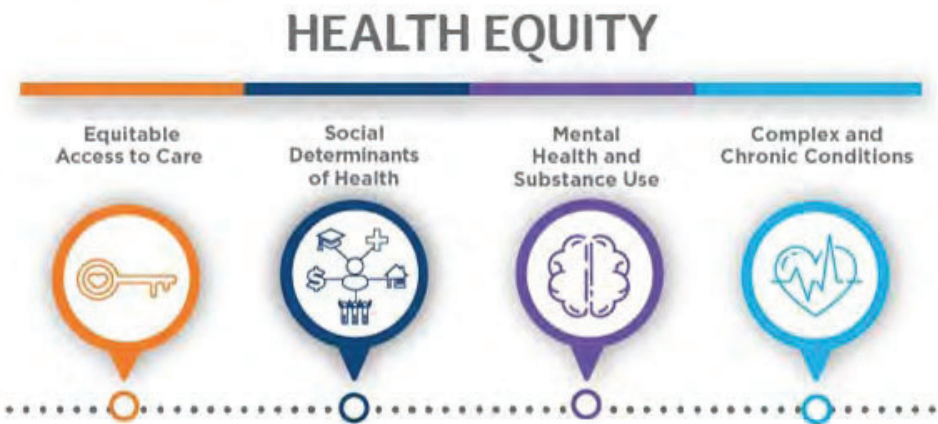 HEALTH EQUITY
Equitable
Access to Care
Social
Determinants
of Health
Mental
Health and
Substance Use
Complex and
Chronic Conditions
$